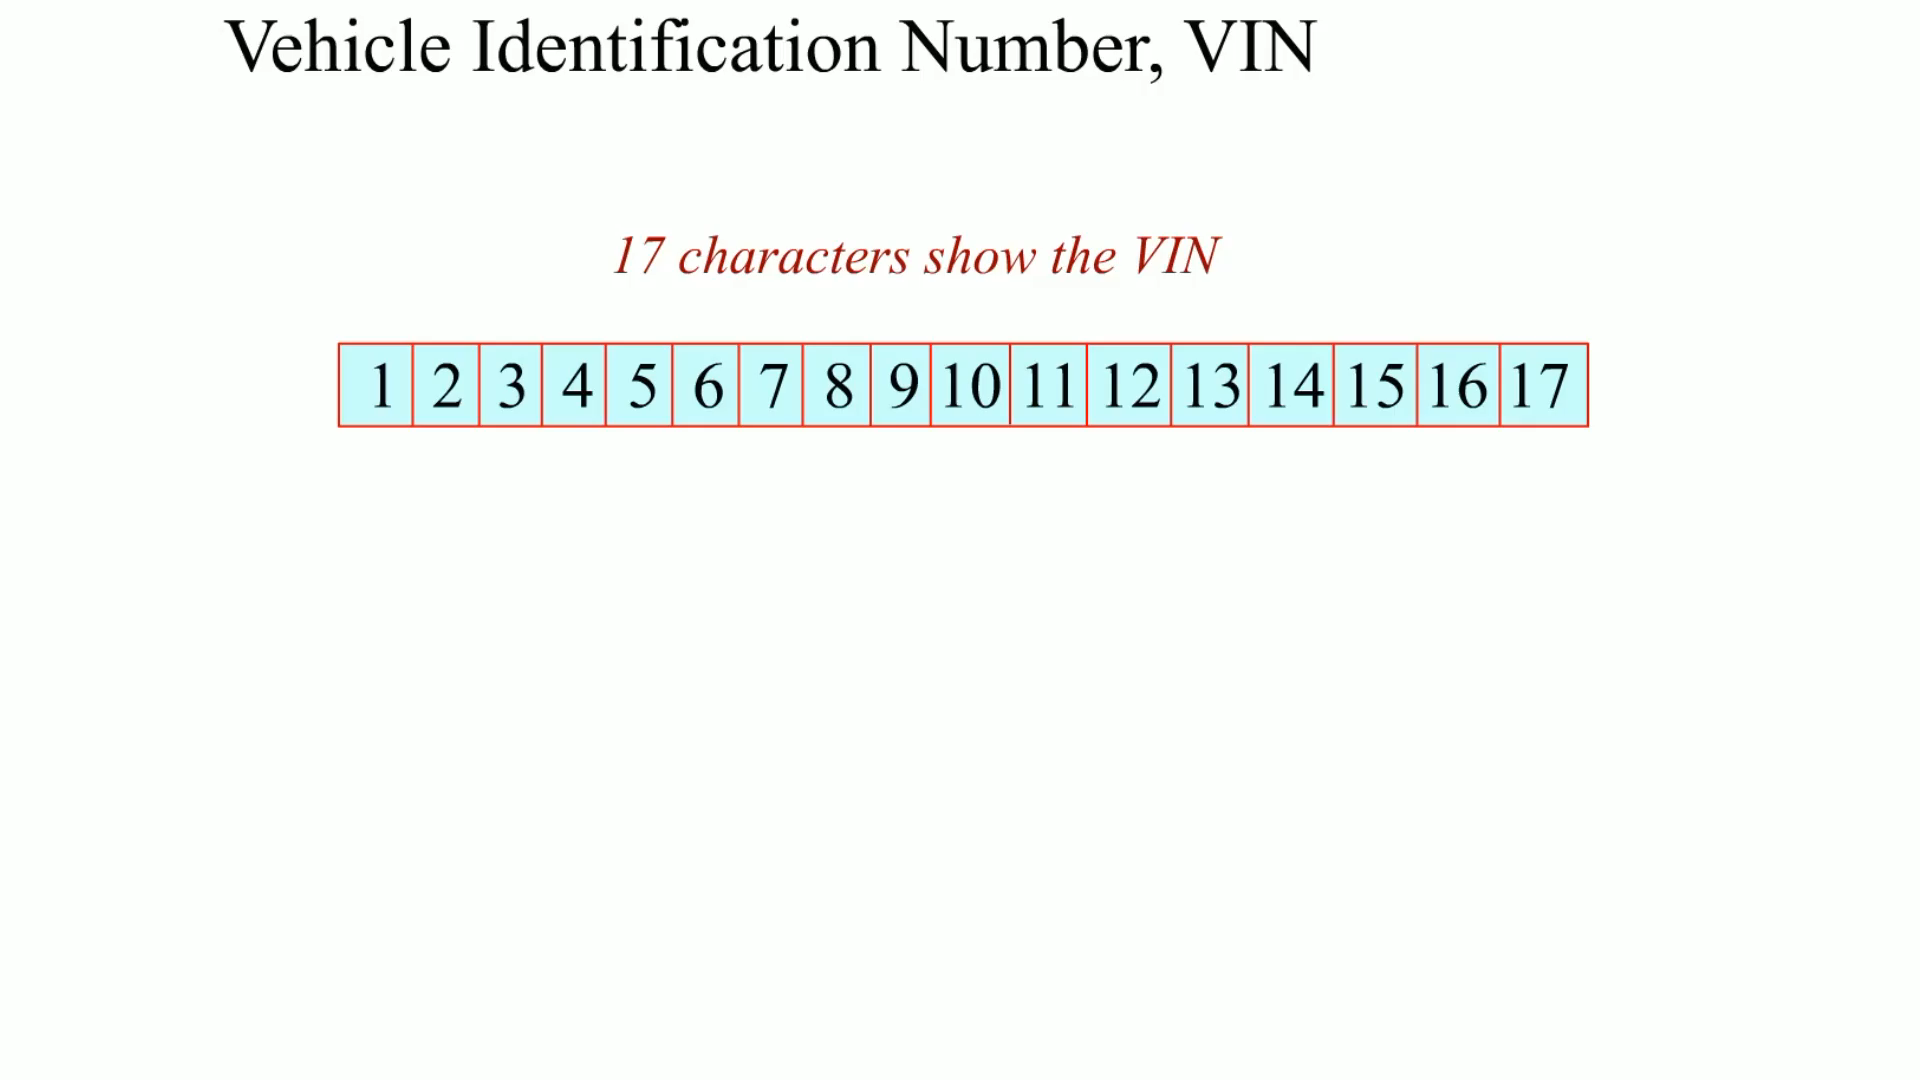 Vehicle Identification Number, VIN
17 characters show the VIN
1 2 3 4 5 6 7 8 9 10 11 12 13 14 15 16 17